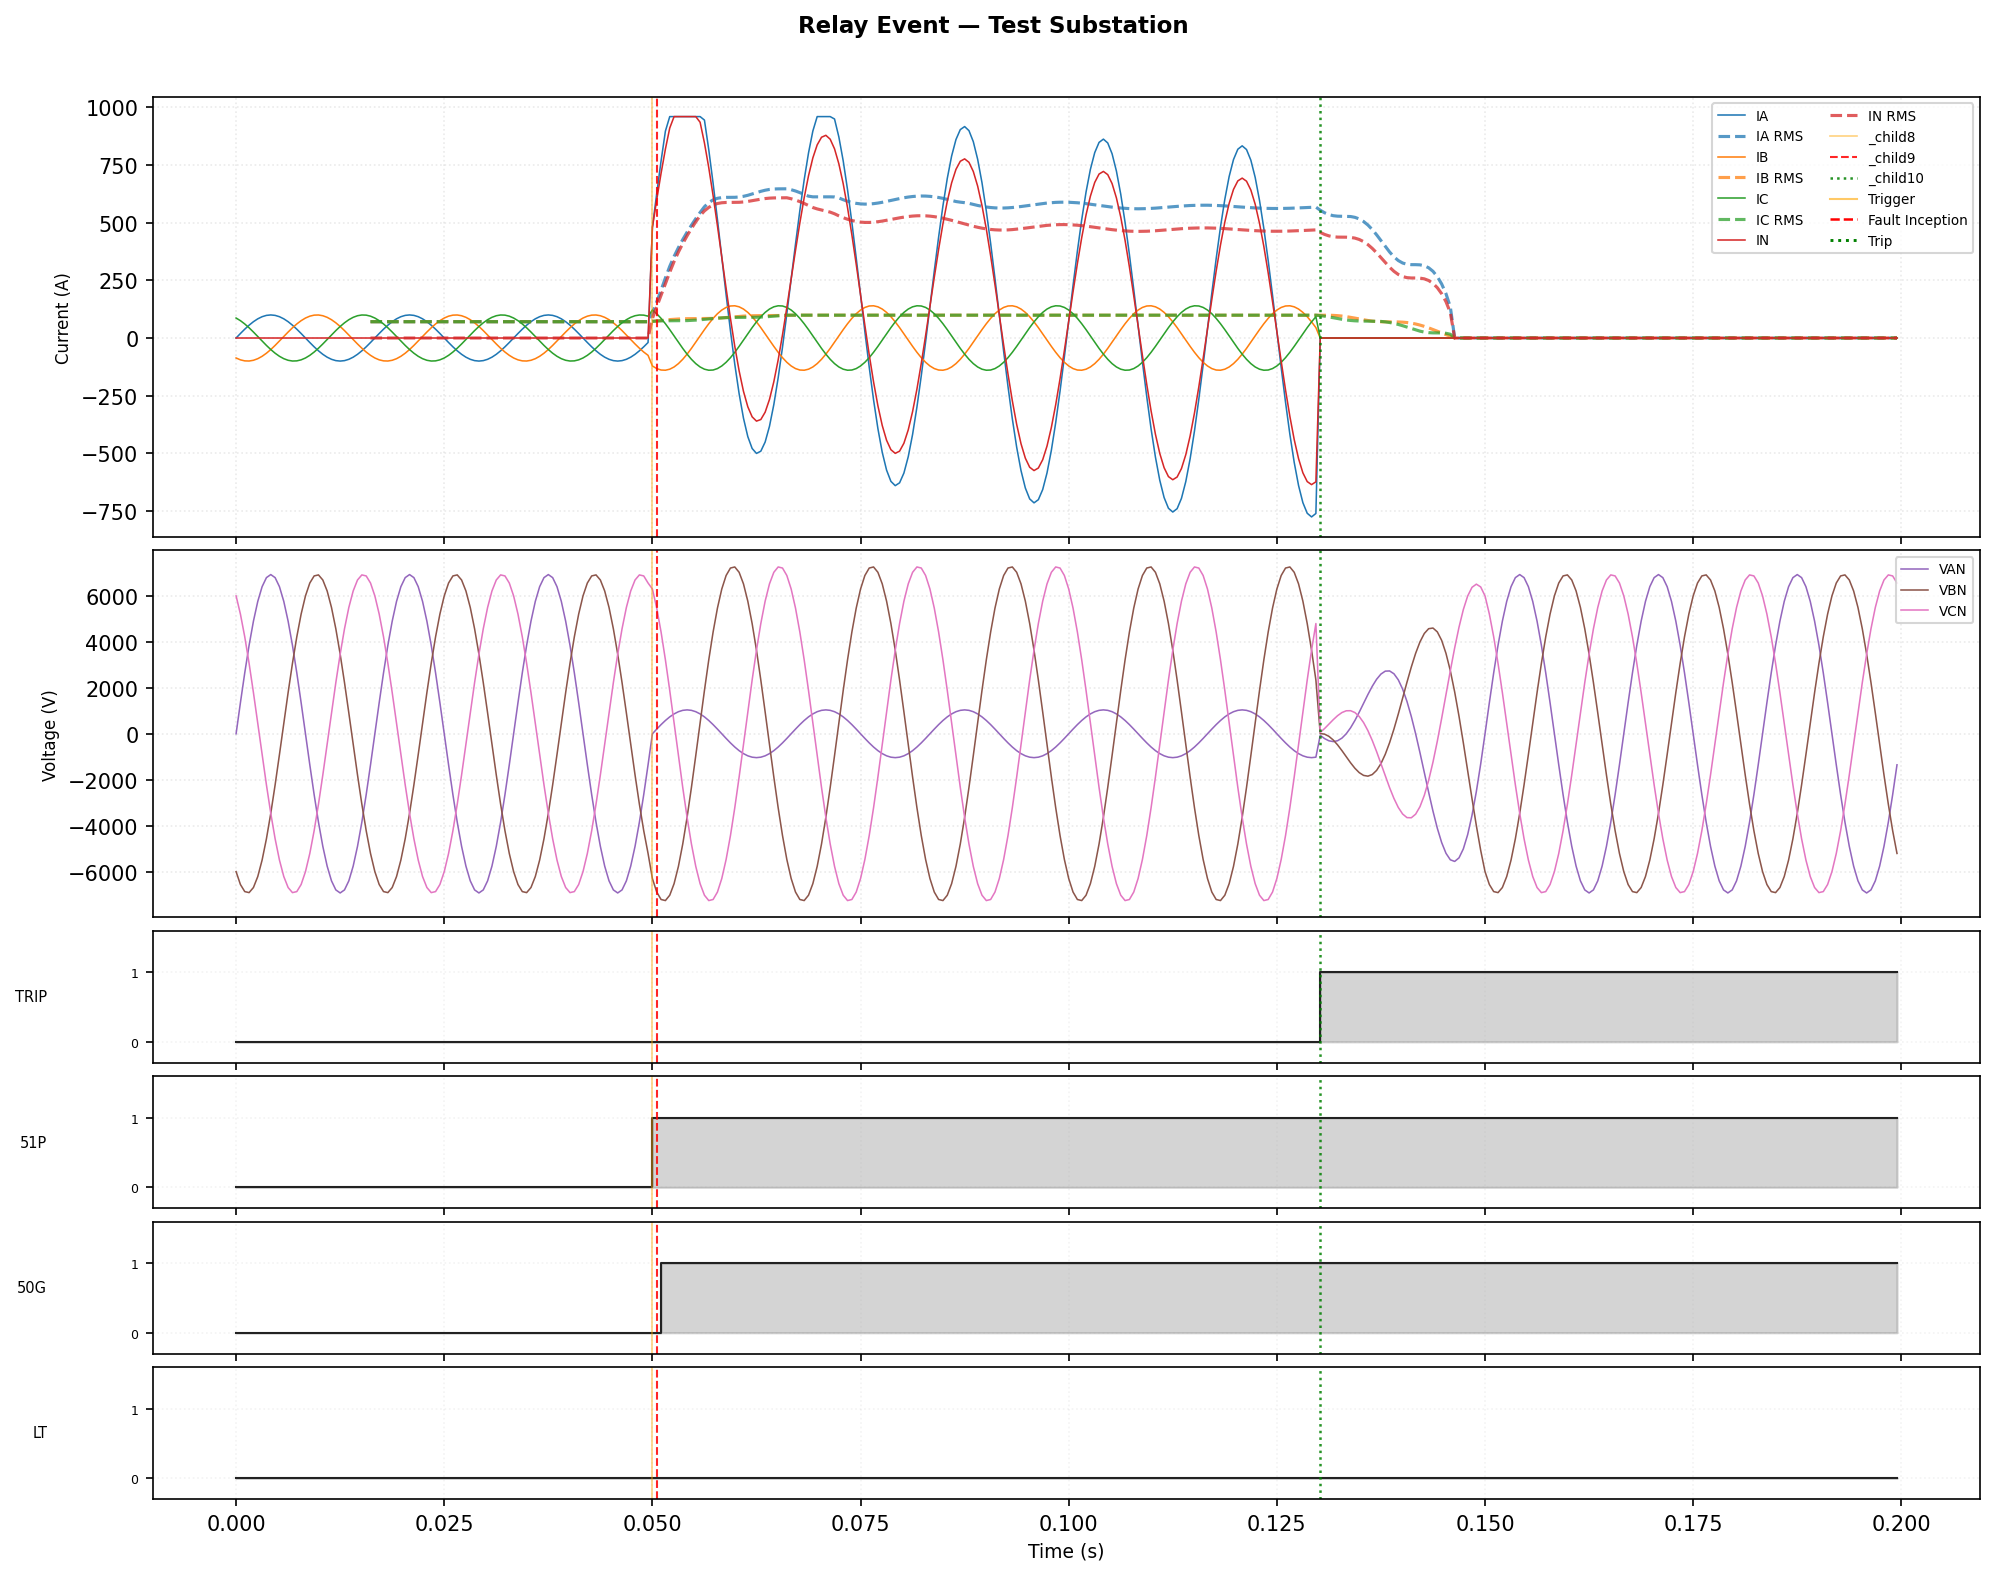 Relay Event — Test Substation
1000
750
500
250
0
−250
−500
−750
Current (A)
IA
IA RMS
IB
IB RMS
IC
IC RMS
IN
IN RMS
_child8
_child9
_child10
Trigger
Fault Inception
Trip
6000
4000
2000
0
−2000
−4000
−6000
Voltage (V)
VAN
VBN
VCN
TRIP
1
0
51P
1
0
50G
1
0
LT
1
0
0.000 0.025 0.050 0.075 0.100 0.125 0.150 0.175 0.200
Time (s)